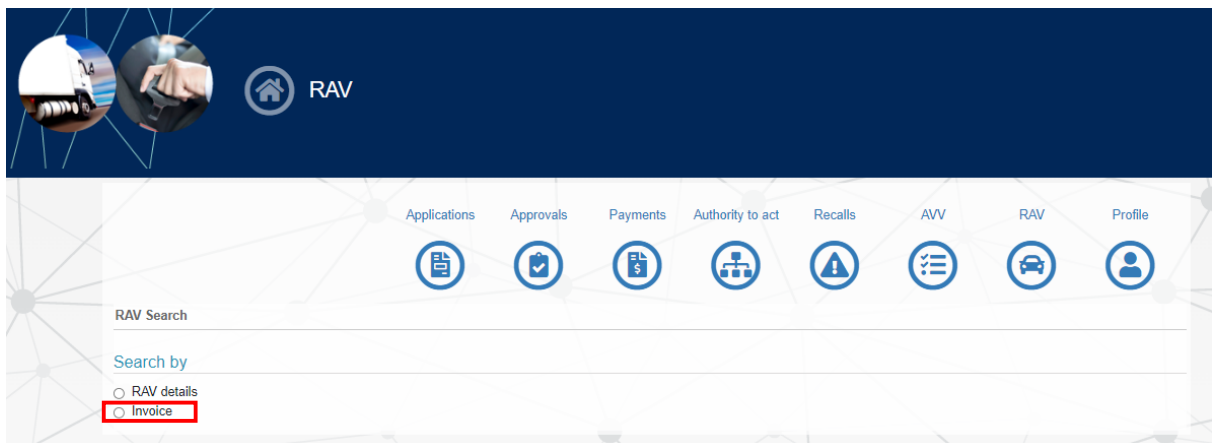 RAV
Applications Approvals Payments Authority to act Recalls AVV RAV Profile
RAV Search
Search by
RAV details
Invoice